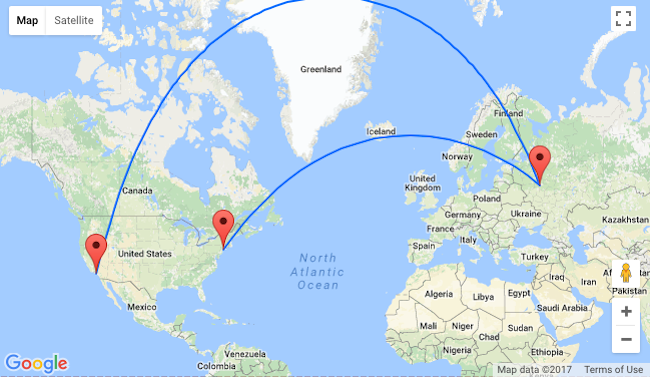 Map Satellite
Greenland
Iceland
Finland
Sweden
Norway
Canada
United
Kingdom
Poland
Germany
Ukraine
Kazakhstan
France
Italy
Spain
Turkey
United States
North
Atlantic
Ocean
Iraq
Iran
Pakistan
Mexico
Algeria
Libya
Egypt
Saudi Arabia
Mali
Niger
Sudan
Chad
Nigeria
Ethiopia
Venezuela
Colombia
Google
Map data ©2017 Terms of Use